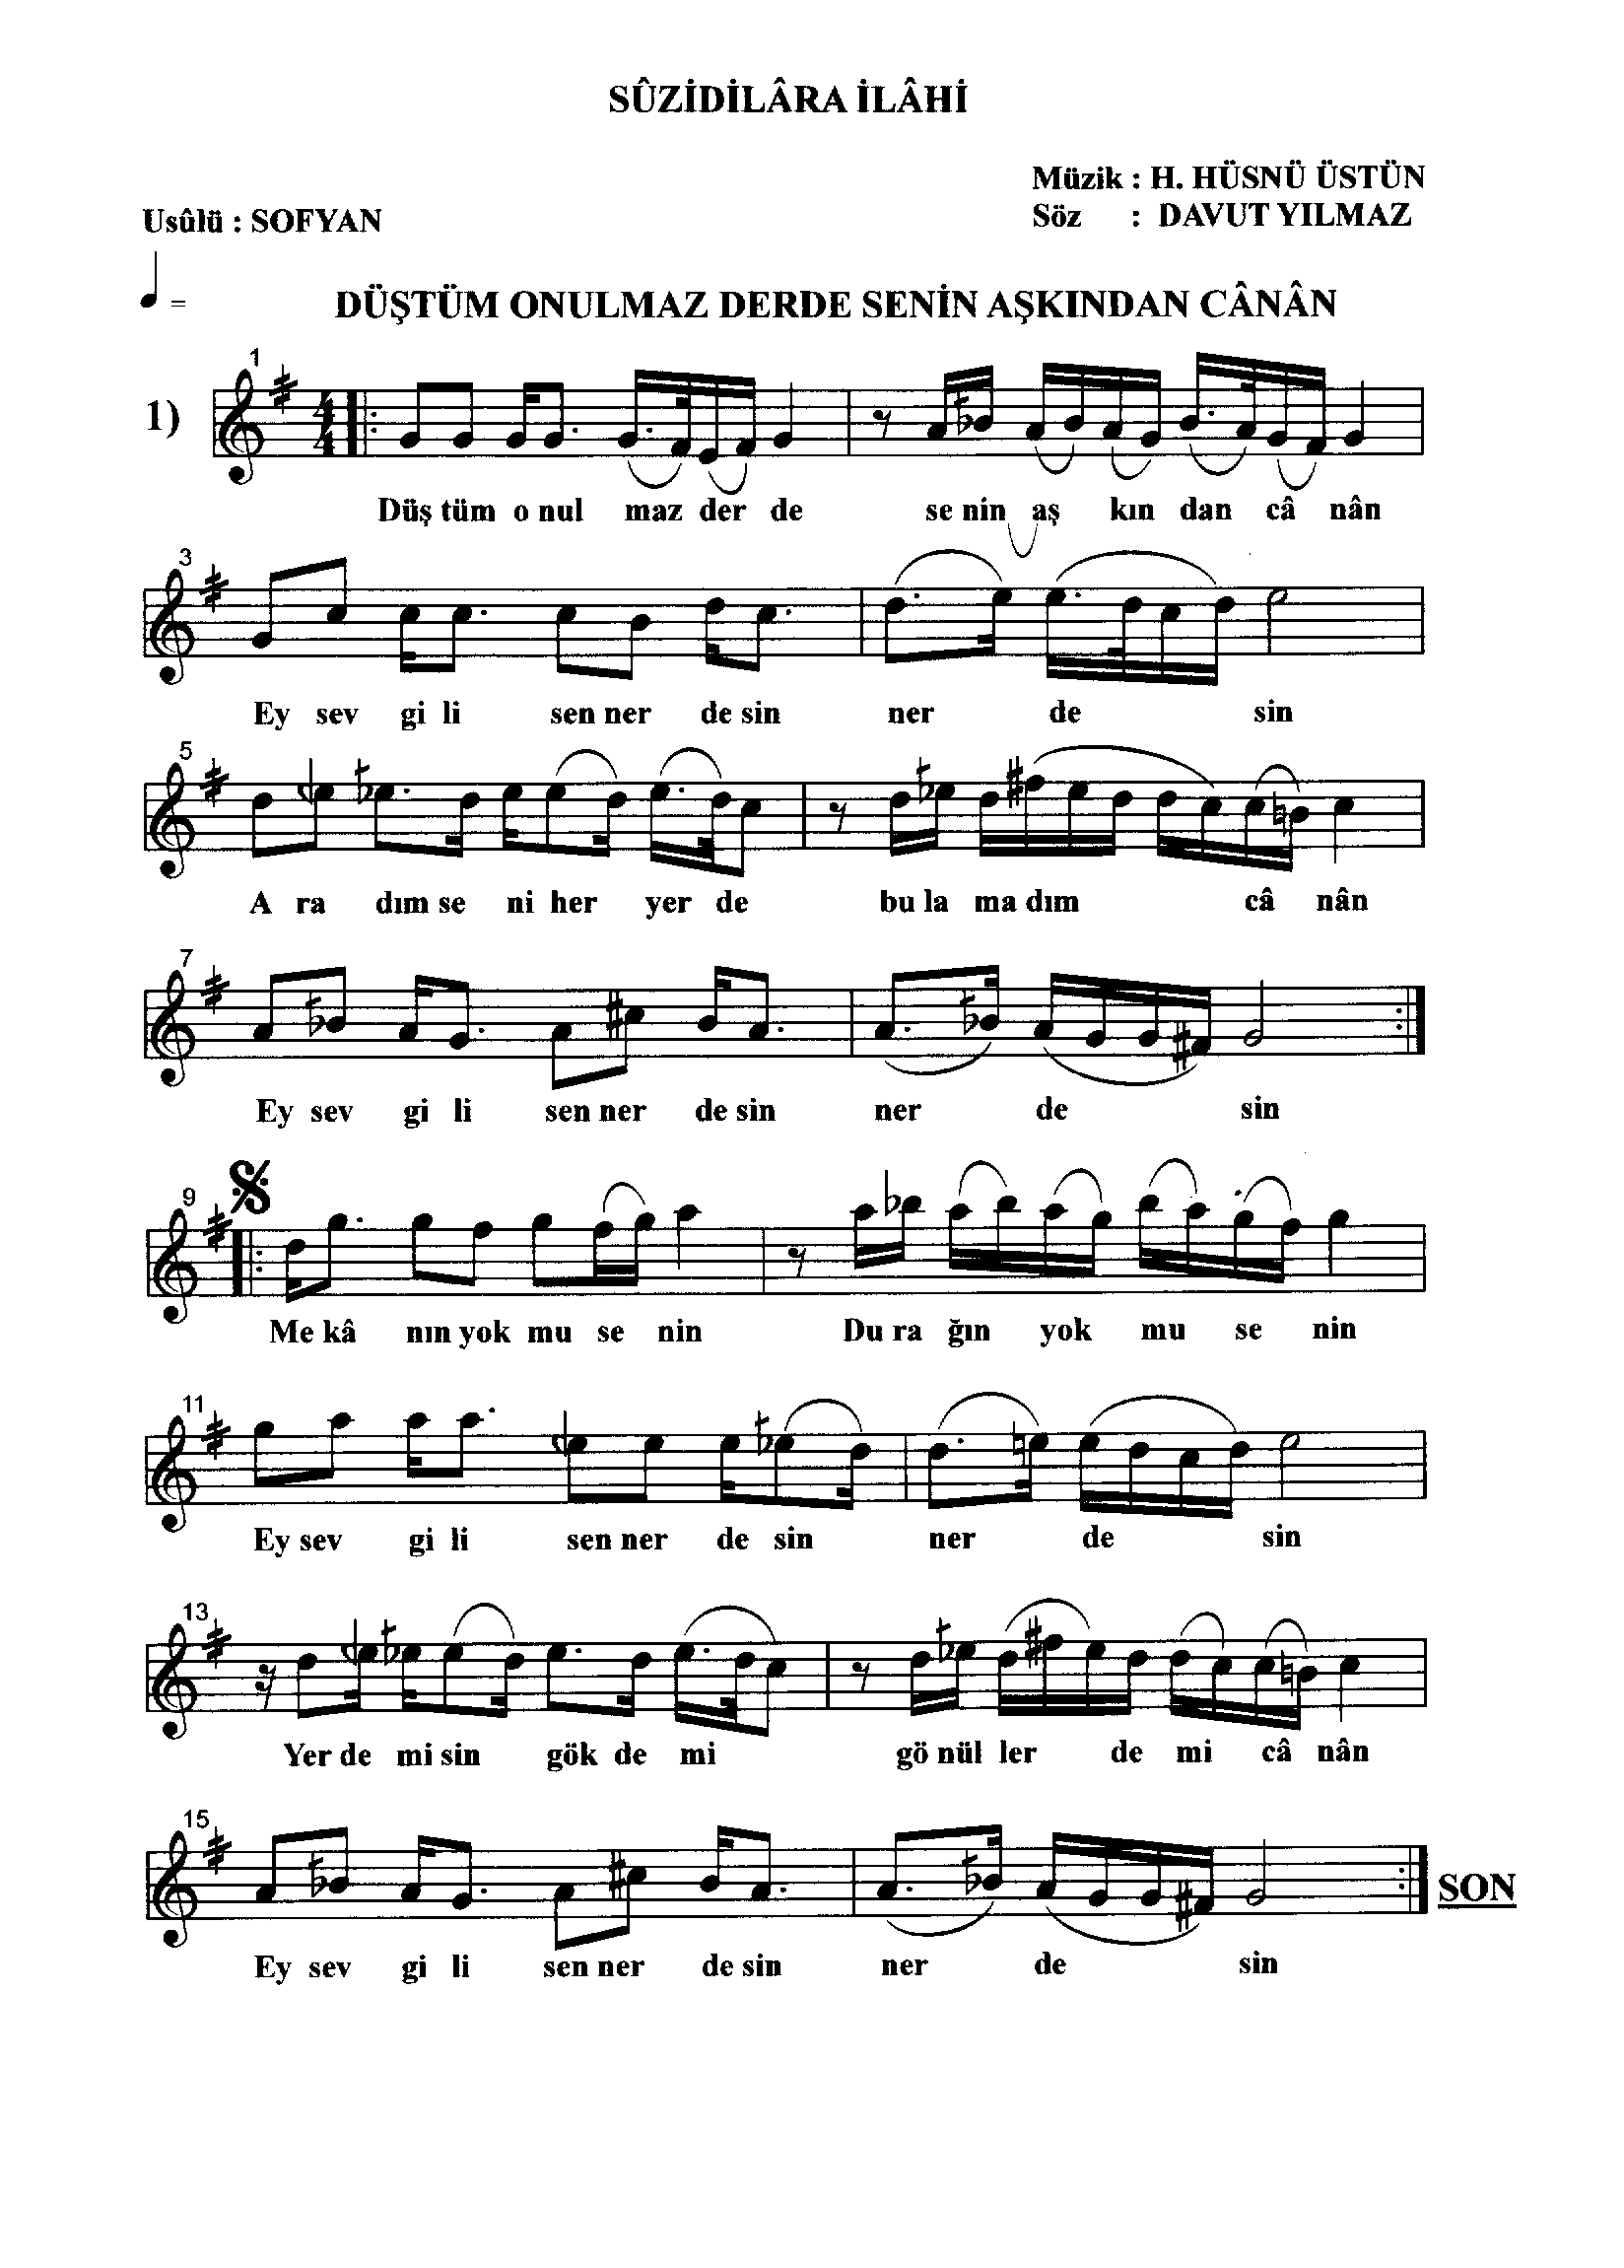 SÛZİDİLÂRA İLÂHİ
Müzik : H. HÜSNÜ ÜSTÜN
Usûlü : SOFYAN
Söz : DAVUT YILMAZ
=
DÜŞTÜM ONULMAZ DERDE SENİN AŞKINDAN CÂNÂN
1
1)
4
4
Düş tüm o nul maz der de se nin aş kın dan câ nân
3
Ey sev gi li sen ner de sin ner de sin
5
A ra dım se ni her yer de bu la ma dım câ nân
7
Ey sev gi li sen ner de sin ner de sin
9
Me kâ nın yok mu se nin Du ra ğın yok mu se nin
11
Ey sev gi li sen ner de sin ner de sin
13
Yer de mi sin gök de mi gö nül ler de mi câ nân
15
SON
Ey sev gi li sen ner de sin ner de sin